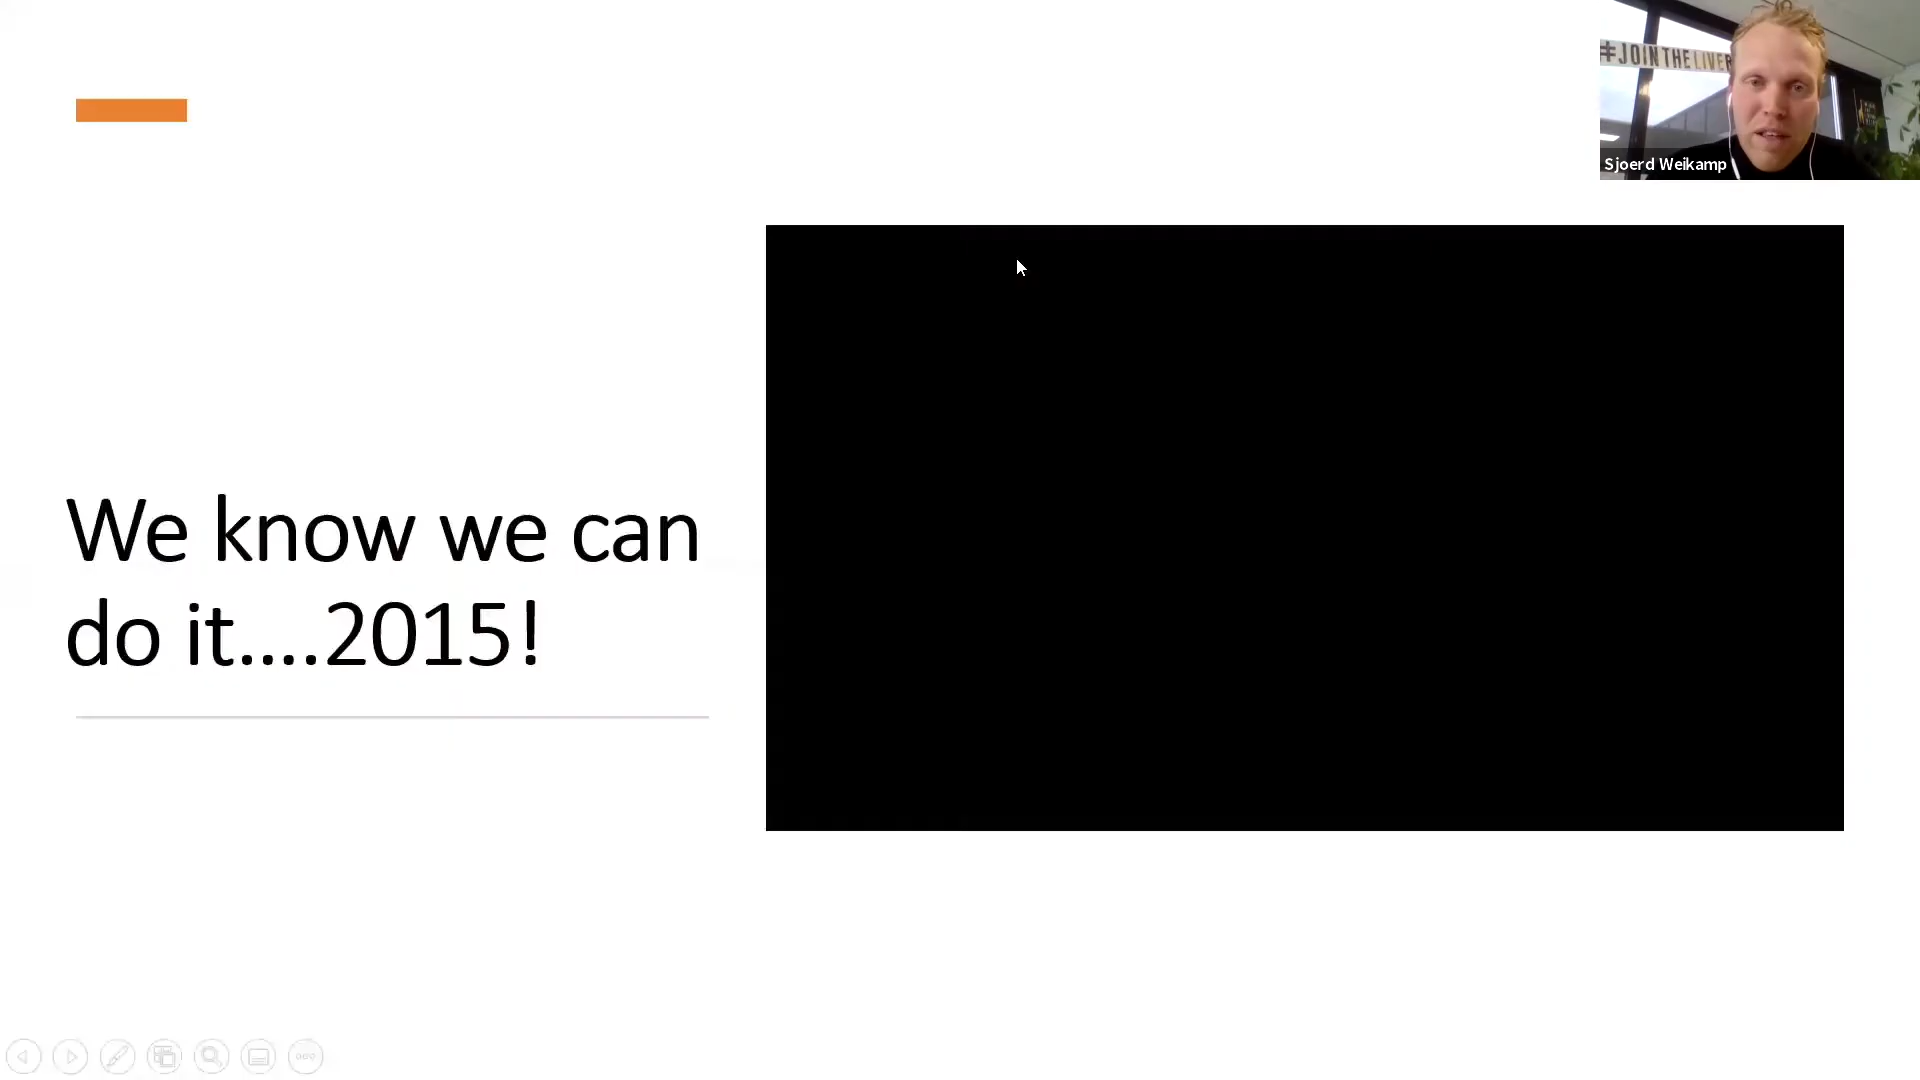 #JOINTHELIVER
Sjoerd Weikamp
We know we can
do it....2015!